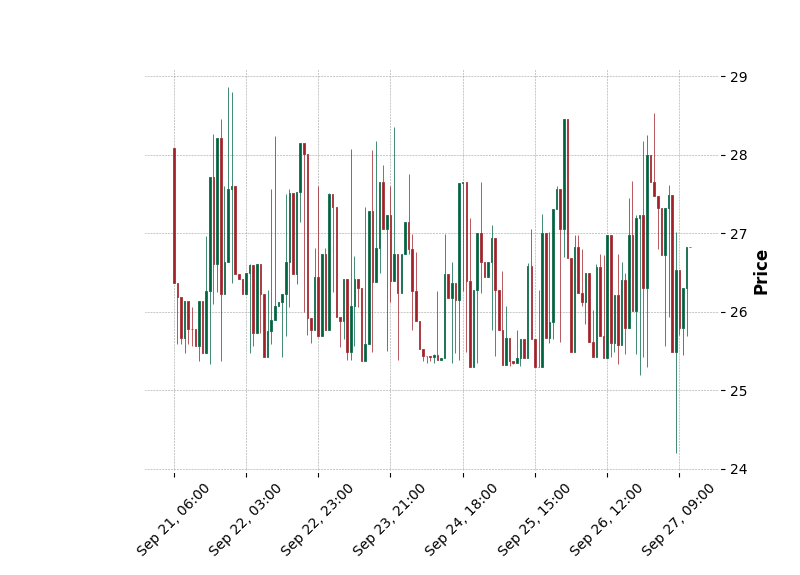 29
28
27
26
25
24
Price
Sep 21, 06:00
Sep 22, 03:00
Sep 22, 23:00
Sep 23, 21:00
Sep 24, 18:00
Sep 25, 15:00
Sep 26, 12:00
Sep 27, 09:00